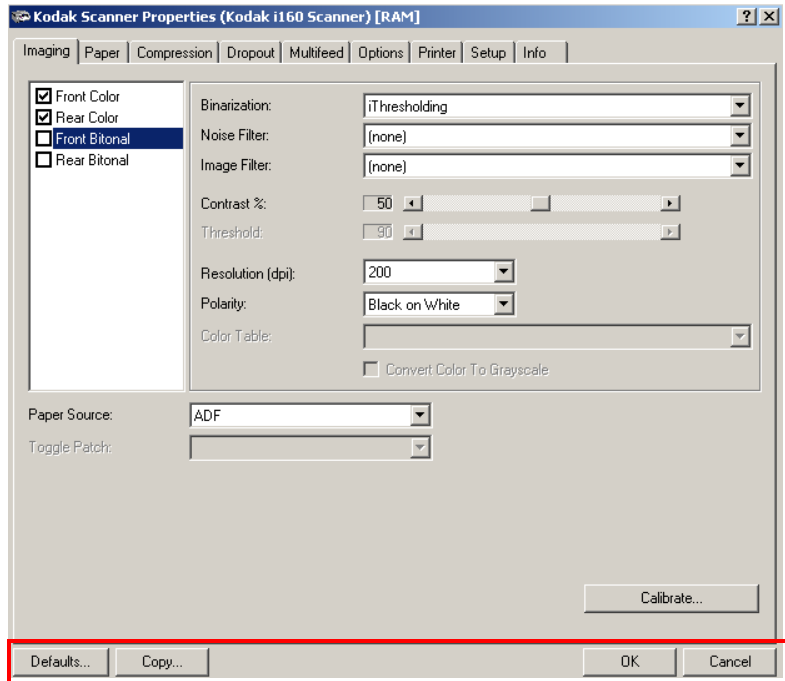 Kodak Scanner Properties (Kodak i160 Scanner) [RAM]
Imaging Paper Compression Dropout Multifeed Options Printer Setup Info
Front Color
Rear Color
Front Bitonal
Rear Bitonal
Binarization: iThresholding
Noise Filter: (none)
Image Filter: (none)
Contrast %: 50
Threshold: 90
Resolution (dpi): 200
Polarity: Black on White
Color Table:
Convert Color To Grayscale
Paper Source: ADF
Toggle Patch:
Calibrate...
Defaults... Copy... OK Cancel